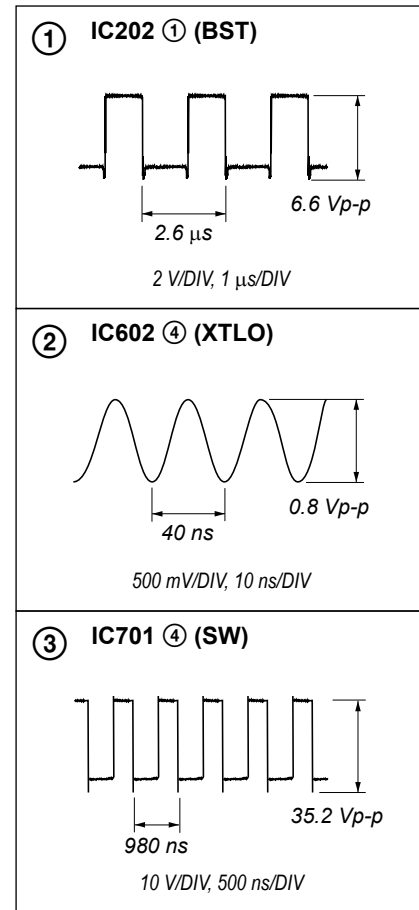 ① IC202 ① (BST)
6.6 Vp-p
2.6 μs
2 V/DIV, 1 μs/DIV
② IC602 ④ (XTLO)
0.8 Vp-p
40 ns
500 mV/DIV, 10 ns/DIV
③ IC701 ④ (SW)
35.2 Vp-p
980 ns
10 V/DIV, 500 ns/DIV